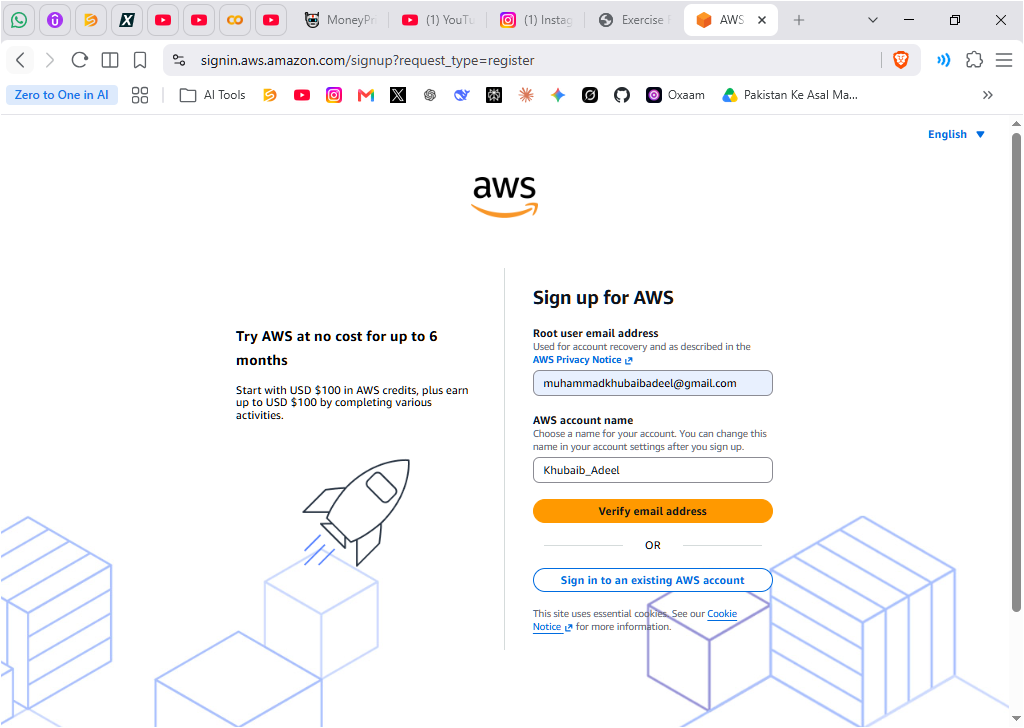 MoneyPri
(1) YouTu
(1) Instag
Exercise F
AWS
signin.aws.amazon.com/signup?request_type=register
Zero to One in AI
AI Tools
Oxaam
Pakistan Ke Asal Ma...
English
aws
Try AWS at no cost for up to 6
months
Start with USD $100 in AWS credits, plus earn
up to USD $100 by completing various
activities.
Sign up for AWS
Root user email address
Used for account recovery and as described in the
AWS Privacy Notice
muhammadkhubaibadeel@gmail.com
AWS account name
Choose a name for your account. You can change this
name in your account settings after you sign up.
Khubaib_Adeel
Verify email address
OR
Sign in to an existing AWS account
This site uses essential cookies. See our Cookie
Notice for more information.